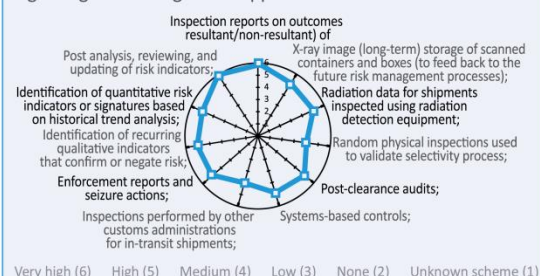 Inspection reports on outcomes
resultant/non-resultant) of
X-ray image (long-term) storage of scanned
containers and boxes (to feed back to the
future risk management processes);
Radiation data for shipments
inspected using radiation
detection equipment;
Random physical inspections used
to validate selectivity process;
Post-clearance audits;
Systems-based controls;
Inspections performed by other
customs administrations
for in-transit shipments;
Enforcement reports and
seizure actions;
Identification of recurring
qualitative indicators
that confirm or negate risk;
Identification of quantitative risk
indicators or signatures based
on historical trend analysis;
Post analysis, reviewing, and
updating of risk indicators;
6
5
4
3
2
1
Very high (6) High (5) Medium (4) Low (3) None (2) Unknown scheme (1)